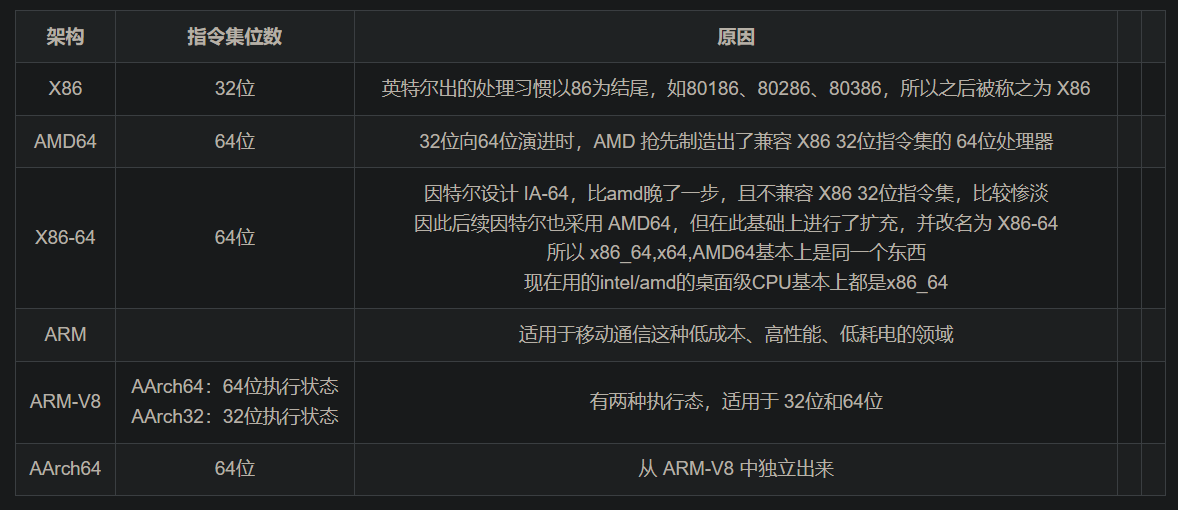 架构 指令集位数 原因
X86 32位 英特尔出的处理习惯以86为结尾，如80186、80286、80386，所以之后被称之为 X86
AMD64 64位 32位向64位演进时，AMD 抢先制造出了兼容 X86 32位指令集的 64位处理器
X86-64 64位 因特尔设计 IA-64，比amd晚了一步，且不兼容 X86 32位指令集，比较惨淡
因此后续因特尔也采用 AMD64，但在此基础上进行了扩充，并改名为 X86-64
所以 x86_64,x64,AMD64基本上是同一个东西
现在用的intel/amd的桌面级CPU基本上都是x86_64
ARM 适用于移动通信这种低成本、高性能、低耗电的领域
ARM-V8 AArch64：64位执行状态
AArch32：32位执行状态 有两种执行态，适用于 32位和64位
AArch64 64位 从 ARM-V8 中独立出来